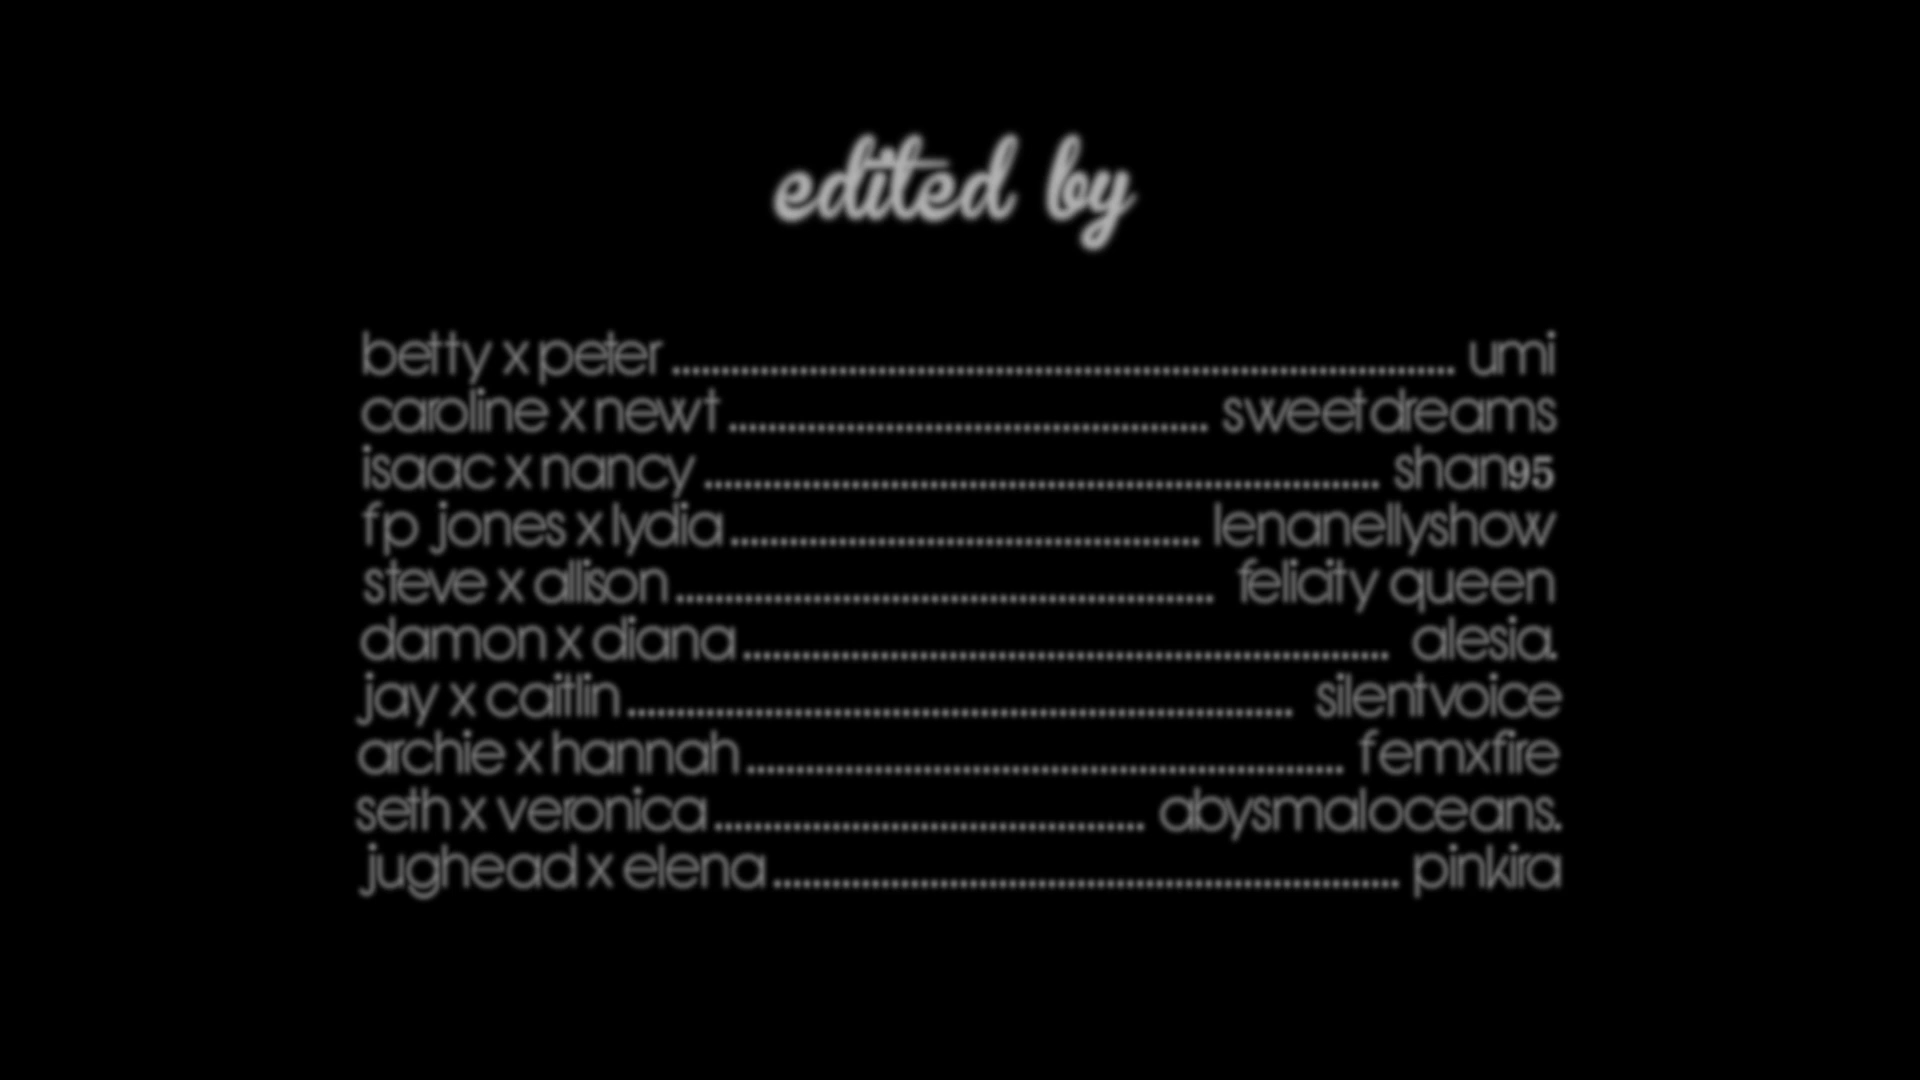 edited by
betty x peter ................................................................................ umi
caroline x newt ................................................. sweetdreams
isaac x nancy ..................................................................... shan95
fp jones x lydia ................................................ lenanellyshow
steve x allison ....................................................... felicity queen
damon x diana .................................................................. alesia.
jay x caitlin .................................................................... silentvoice
archie x hannah ............................................................. femxfire
seth x veronica ............................................ abysmaloceans.
jughead x elena ................................................................ pinkira